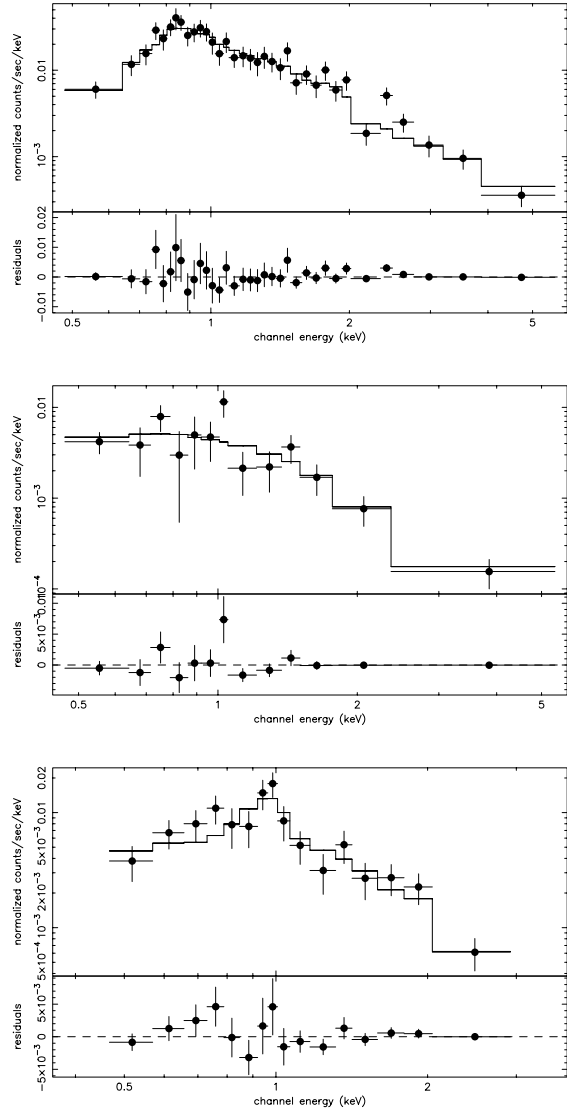 normalized counts/sec/keV
0.01
10⁻³
residuals
0.02
0.01
0
−0.01
0.5 1 2 5
channel energy (keV)
normalized counts/sec/keV
0.01
10⁻³
10⁻⁴
residuals
0.01
5×10⁻³
0
0.5 1 2 5
channel energy (keV)
normalized counts/sec/keV
0.02
0.01
5×10⁻³
2×10⁻³
10⁻³
5×10⁻⁴
residuals
5×10⁻³
0
−5×10⁻³
0.5 1 2
channel energy (keV)